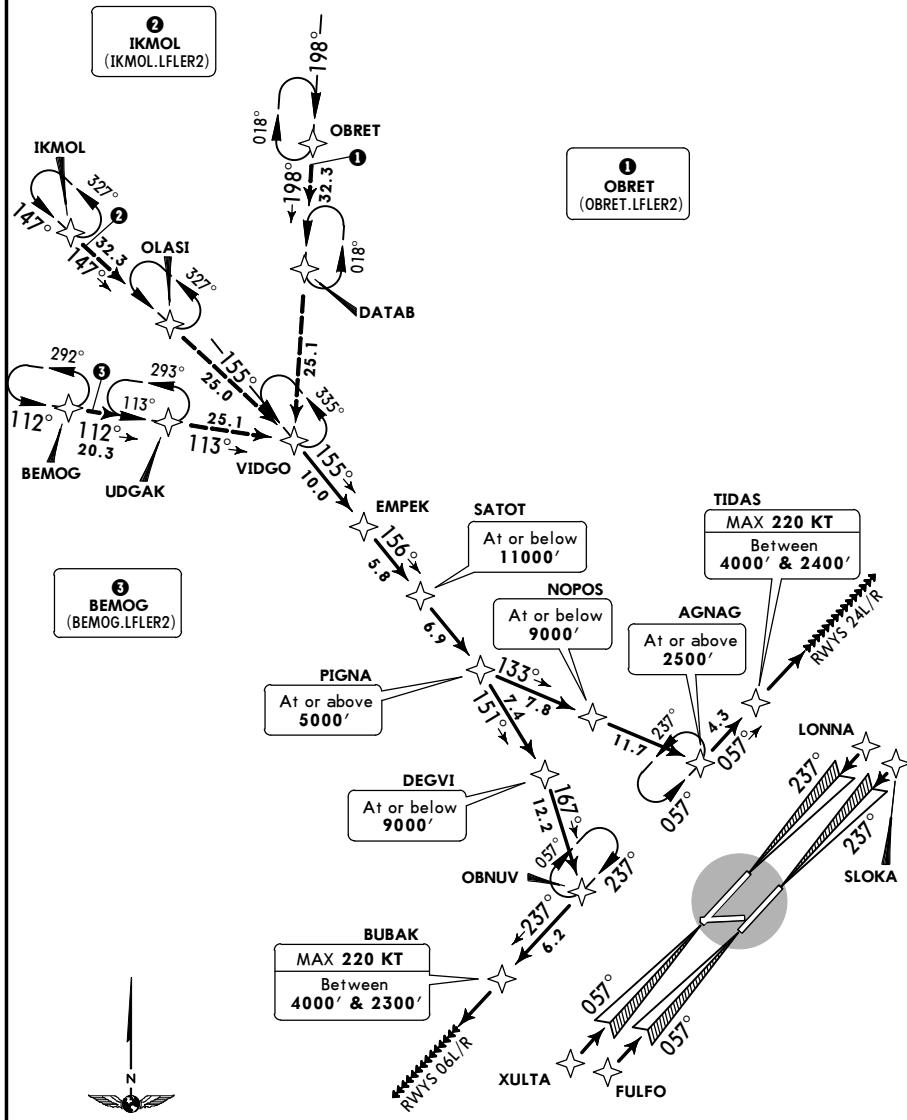 ❷
IKMOL
(IKMOL.LFLER2)
198°
018°
OBRET
❶
198°
32.3
❶
OBRET
(OBRET.LFLER2)
IKMOL
327°
147°
❷
32.3
147°
OLASI
327°
018°
DATAB
155°
25.0
25.1
335°
292°
❸
293°
112°
113°
112°
20.3
25.1
113°
BEMOG
UDGAK
VIDGO
155°
10.0
EMPEK
156°
5.8
SATOT
At or below
11000'
TIDAS
MAX 220 KT
Between
4000' & 2400'
❸
BEMOG
(BEMOG.LFLER2)
NOPOS
At or below
9000'
AGNAG
At or above
2500'
RWYS 24L/R
6.9
PIGNA
At or above
5000'
133°
7.8
7.4
151°
11.7
237°
057°
4.3
057°
LONNA
237°
237°
SLOKA
DEGVI
At or below
9000'
167°
12.2
057°
237°
OBNUV
237°
6.2
BUBAK
MAX 220 KT
Between
4000' & 2300'
RWYS 06L/R
057°
057°
XULTA
FULFO
N